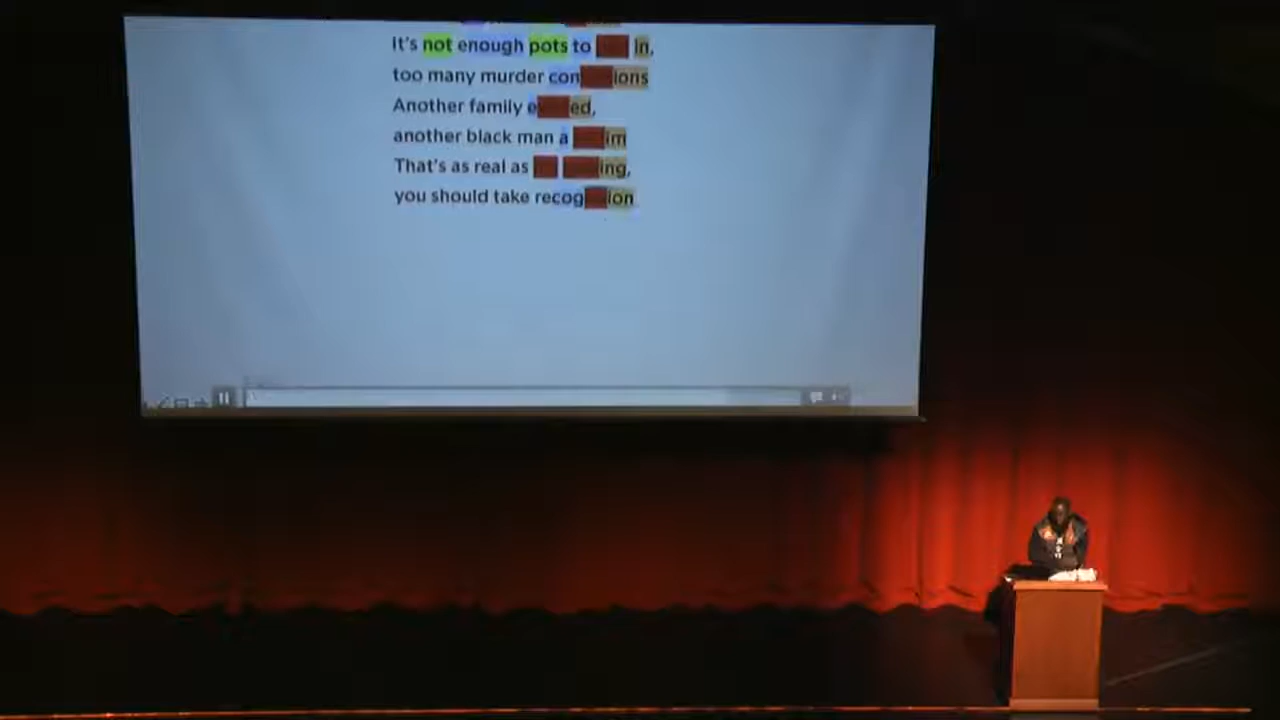 It's not enough pots to in,
too many murder con ions
Another family e ed,
another black man a im
That's as real as ing,
you should take recog ion